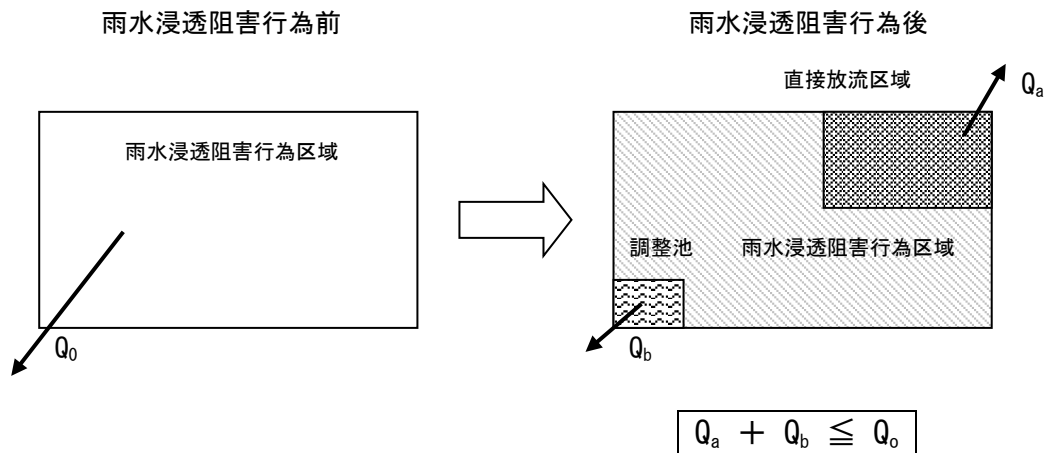 雨水浸透阻害行為前
雨水浸透阻害行為区域
Q₀
雨水浸透阻害行為後
直接放流区域
Qₐ
調整池
雨水浸透阻害行為区域
Q_b
Qₐ ＋ Q_b ≦ Qₒ